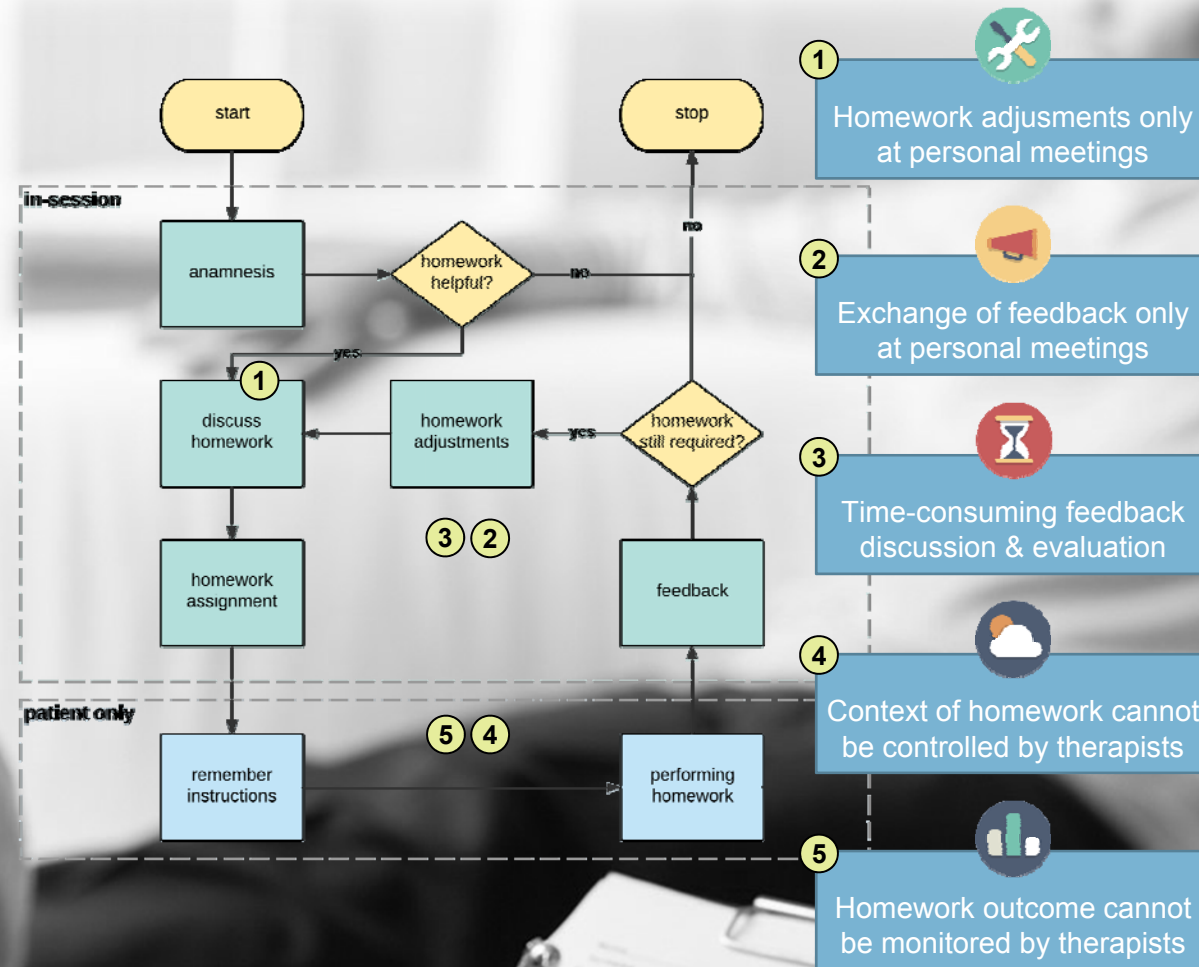 start
stop
in-session
anamnesis
homework
helpful?
no
no
yes
1
discuss
homework
homework
adjustments
yes
homework
still required?
3 2
homework
assignment
feedback
patient only
5 4
remember
instructions
performing
homework
1
Homework adjusments only
at personal meetings
2
Exchange of feedback only
at personal meetings
3
Time-consuming feedback
discussion & evaluation
4
Context of homework cannot
be controlled by therapists
5
Homework outcome cannot
be monitored by therapists